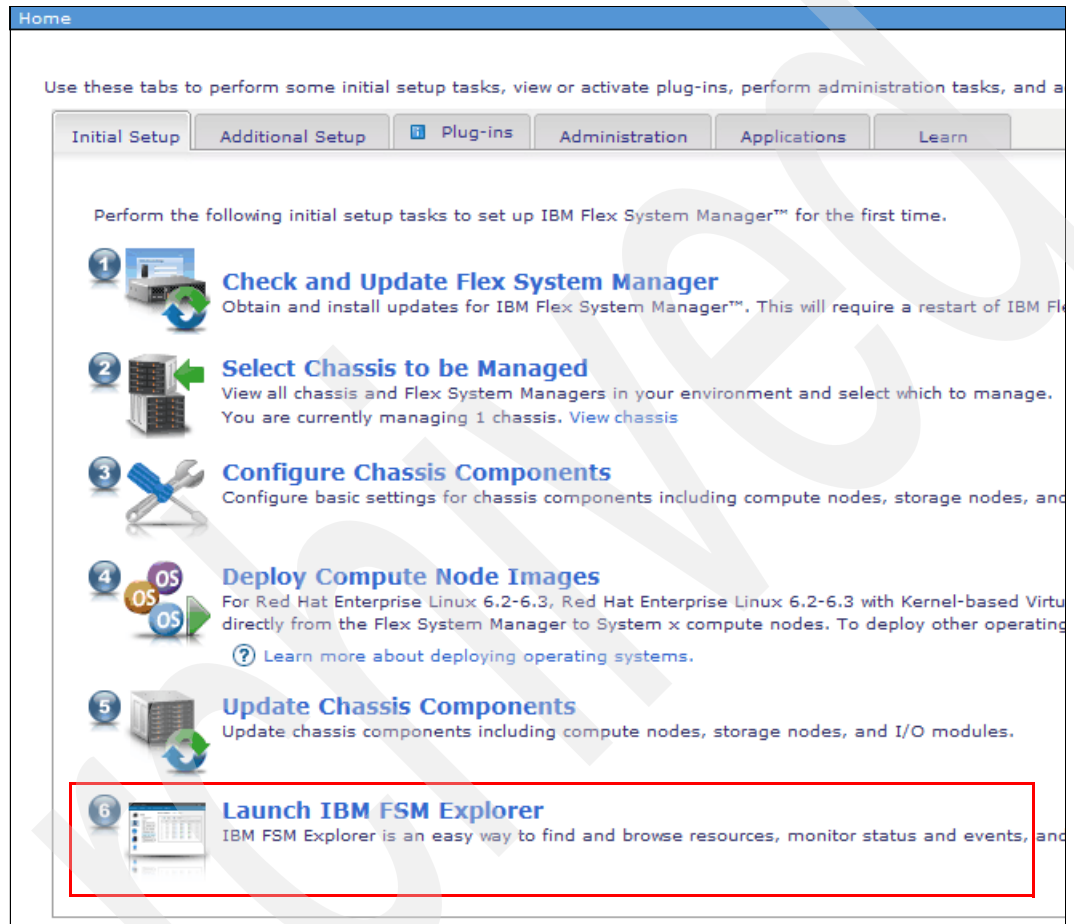 Home
Use these tabs to perform some initial setup tasks, view or activate plug-ins, perform administration tasks, and a
Initial Setup
Additional Setup
Plug-ins
Administration
Applications
Learn
Perform the following initial setup tasks to set up IBM Flex System Manager™ for the first time.
1
Check and Update Flex System Manager
Obtain and install updates for IBM Flex System Manager™. This will require a restart of IBM Fle
2
Select Chassis to be Managed
View all chassis and Flex System Managers in your environment and select which to manage.
You are currently managing 1 chassis. View chassis
3
Configure Chassis Components
Configure basic settings for chassis components including compute nodes, storage nodes, and
4
OS
OS
OS
Deploy Compute Node Images
For Red Hat Enterprise Linux 6.2-6.3, Red Hat Enterprise Linux 6.2-6.3 with Kernel-based Virtu
directly from the Flex System Manager to System x compute nodes. To deploy other operating
? Learn more about deploying operating systems.
5
Update Chassis Components
Update chassis components including compute nodes, storage nodes, and I/O modules.
6
Launch IBM FSM Explorer
IBM FSM Explorer is an easy way to find and browse resources, monitor status and events, and